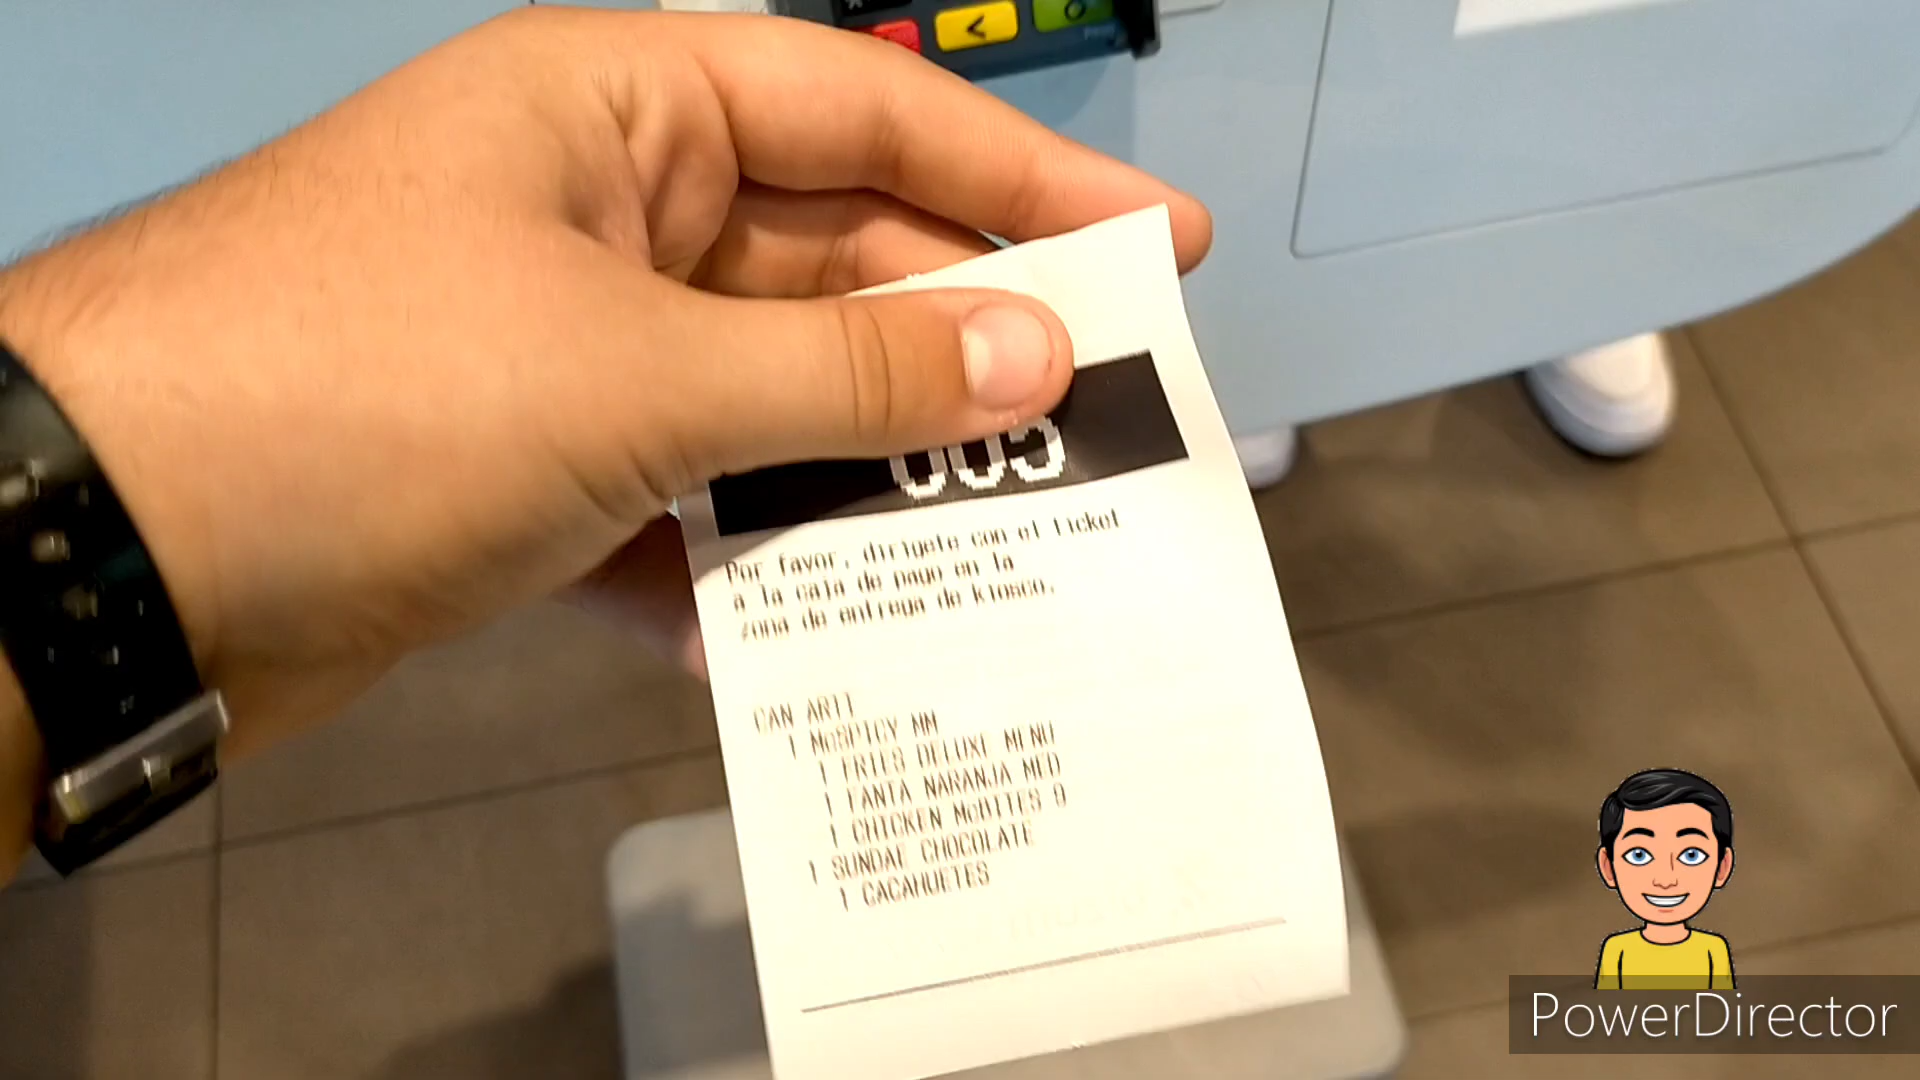 <
005
Por favor, dirigete con el ticket
a la caja de pago en la
zona de entrega de kiosco.
CAN ARTI
1 McSPICY MM
1 FRIES DELUXE MENU
1 FANTA NARANJA MED
1 CHICKEN McBITES 9
1 SUNDAE CHOCOLATE
1 CACAHUETES
PowerDirector